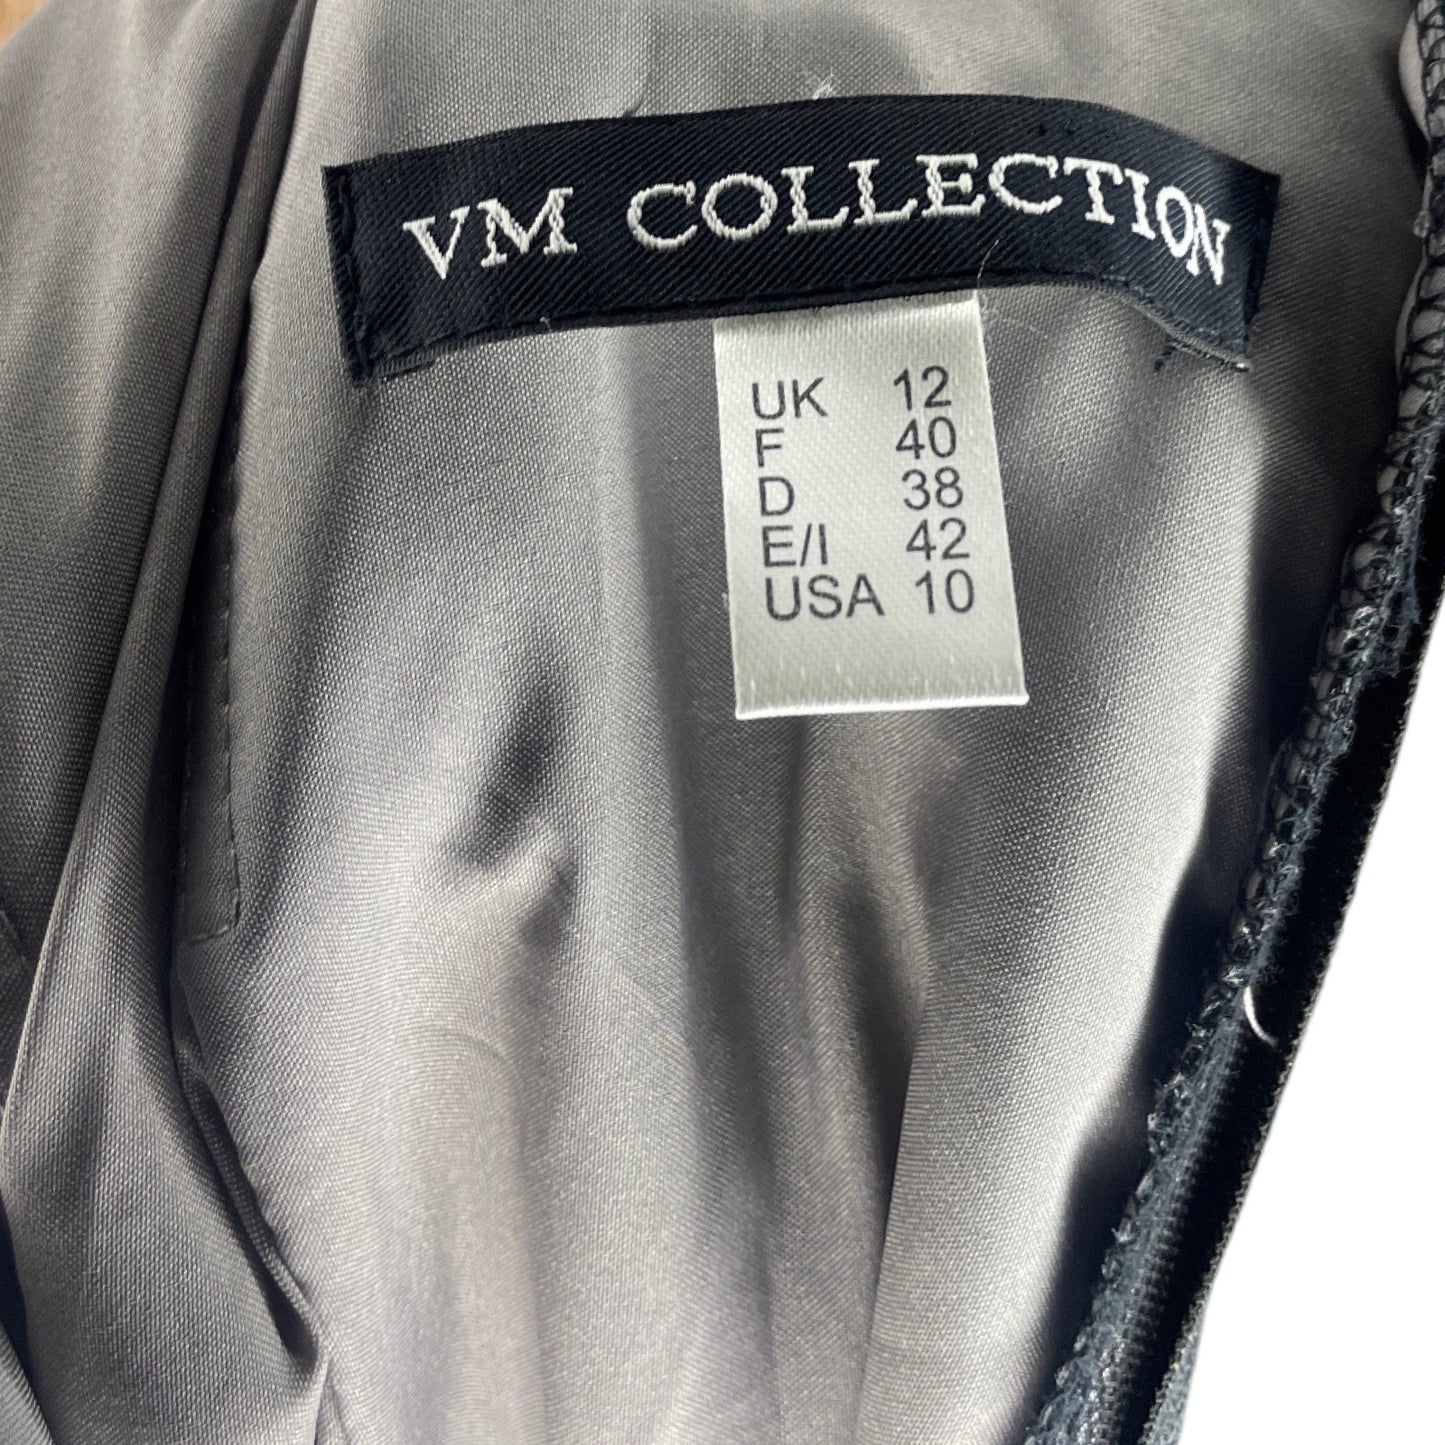 VM COLLECTION
UK 12
F 40
D 38
E/I 42
USA 10